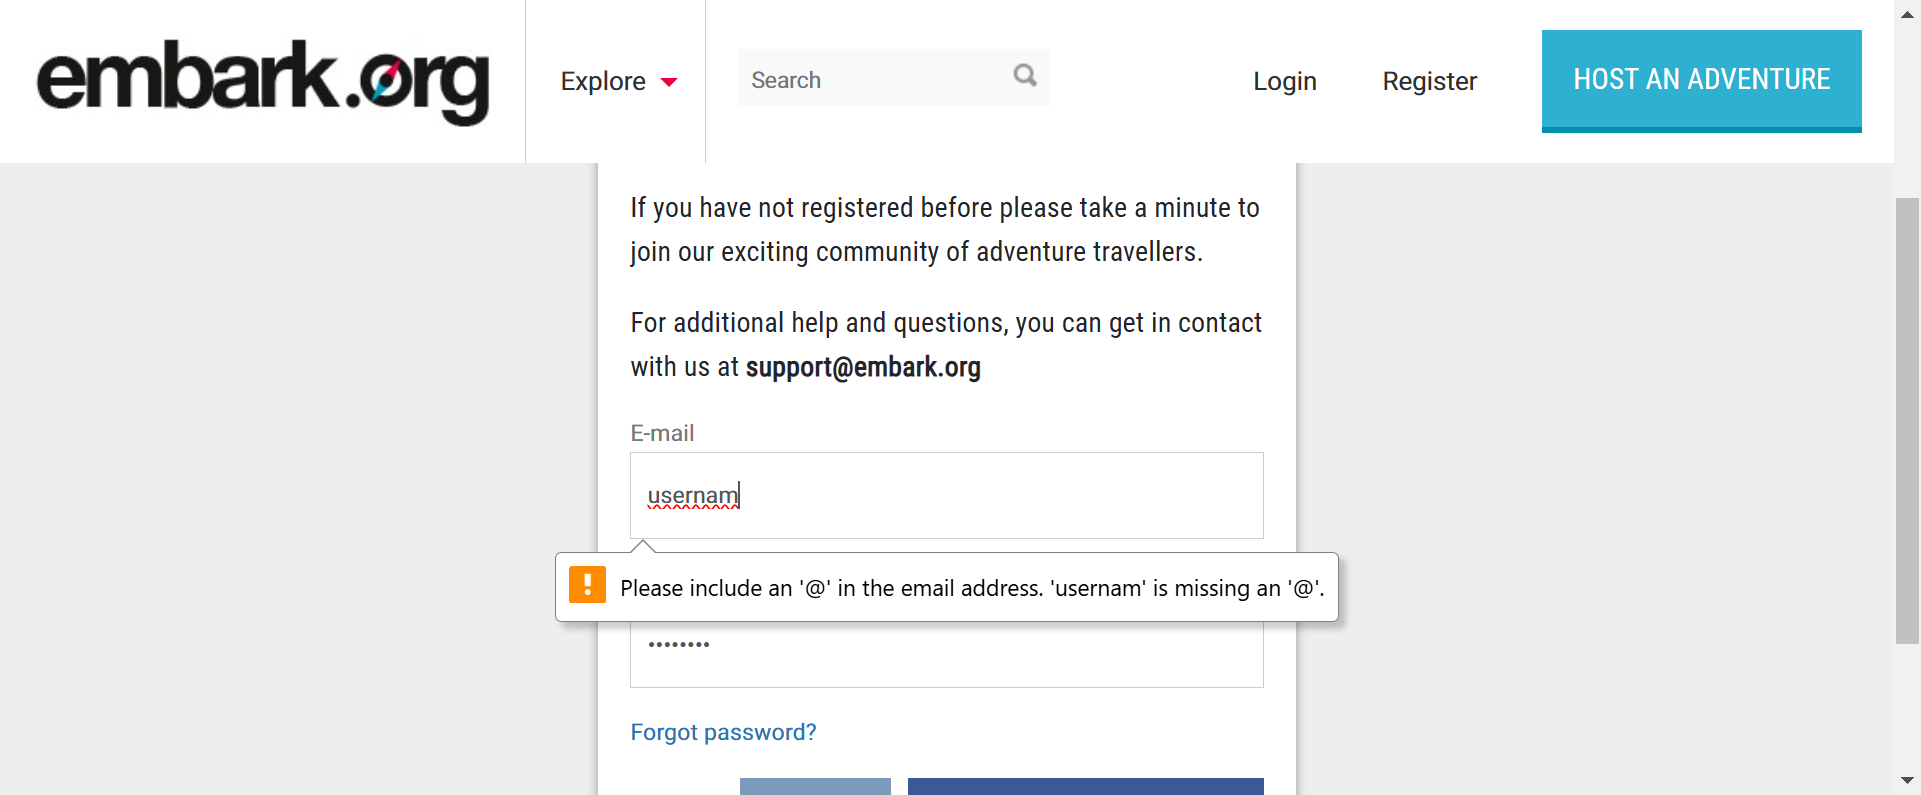 embark.org
Explore
Search
Login
Register
HOST AN ADVENTURE
If you have not registered before please take a minute to
join our exciting community of adventure travellers.
For additional help and questions, you can get in contact
with us at support@embark.org
E-mail
usernam
Please include an '@' in the email address. 'usernam' is missing an '@'.
••••••••
Forgot password?